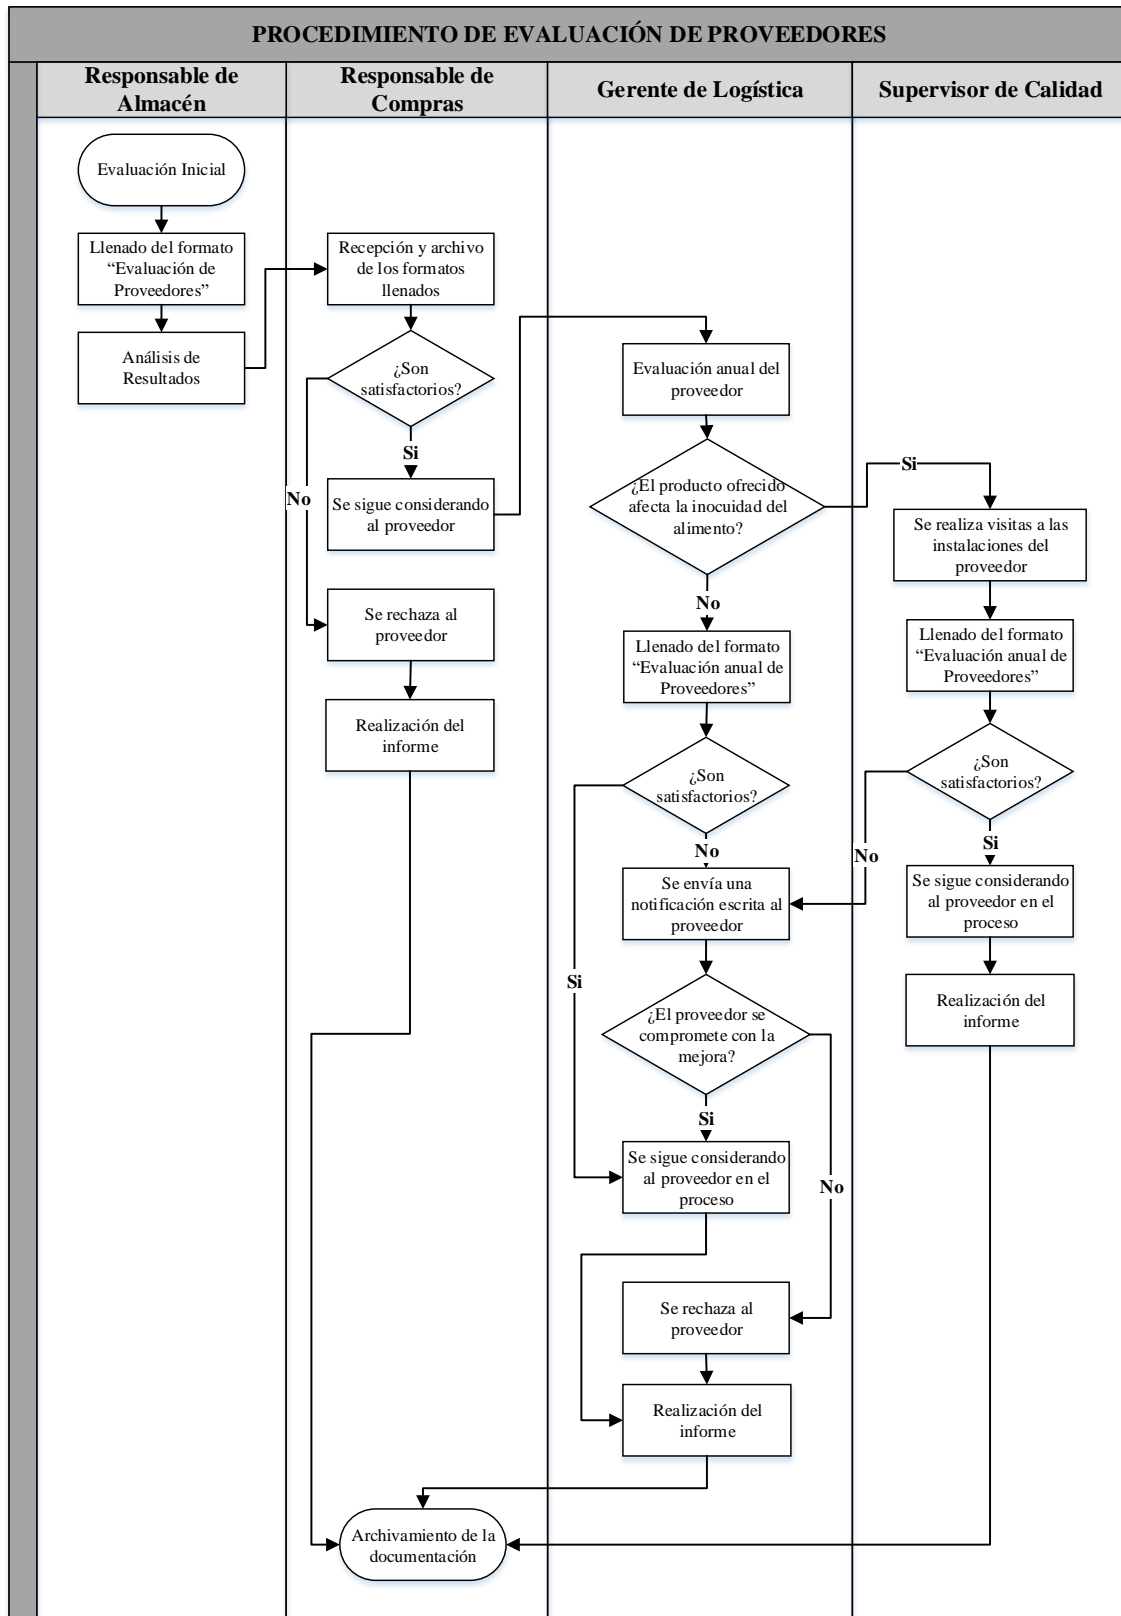 PROCEDIMIENTO DE EVALUACIÓN DE PROVEEDORES
Responsable de
Almacén
Responsable de
Compras
Gerente de Logística
Supervisor de Calidad
Evaluación Inicial
Llenado del formato
“Evaluación de
Proveedores”
Análisis de
Resultados
Recepción y archivo
de los formatos
llenados
¿Son
satisfactorios?
Si
No
Se sigue considerando
al proveedor
Se rechaza al
proveedor
Realización del
informe
Evaluación anual del
proveedor
¿El producto ofrecido
afecta la inocuidad del
alimento?
Si
No
Llenado del formato
“Evaluación anual de
Proveedores”
¿Son
satisfactorios?
No
Si
Se envía una
notificación escrita al
proveedor
¿El proveedor se
compromete con la
mejora?
Si
No
Se sigue considerando
al proveedor en el
proceso
Se rechaza al
proveedor
Realización del
informe
Se realiza visitas a las
instalaciones del
proveedor
Llenado del formato
“Evaluación anual de
Proveedores”
¿Son
satisfactorios?
No
Si
Se sigue considerando
al proveedor en el
proceso
Realización del
informe
Archivamiento de la
documentación